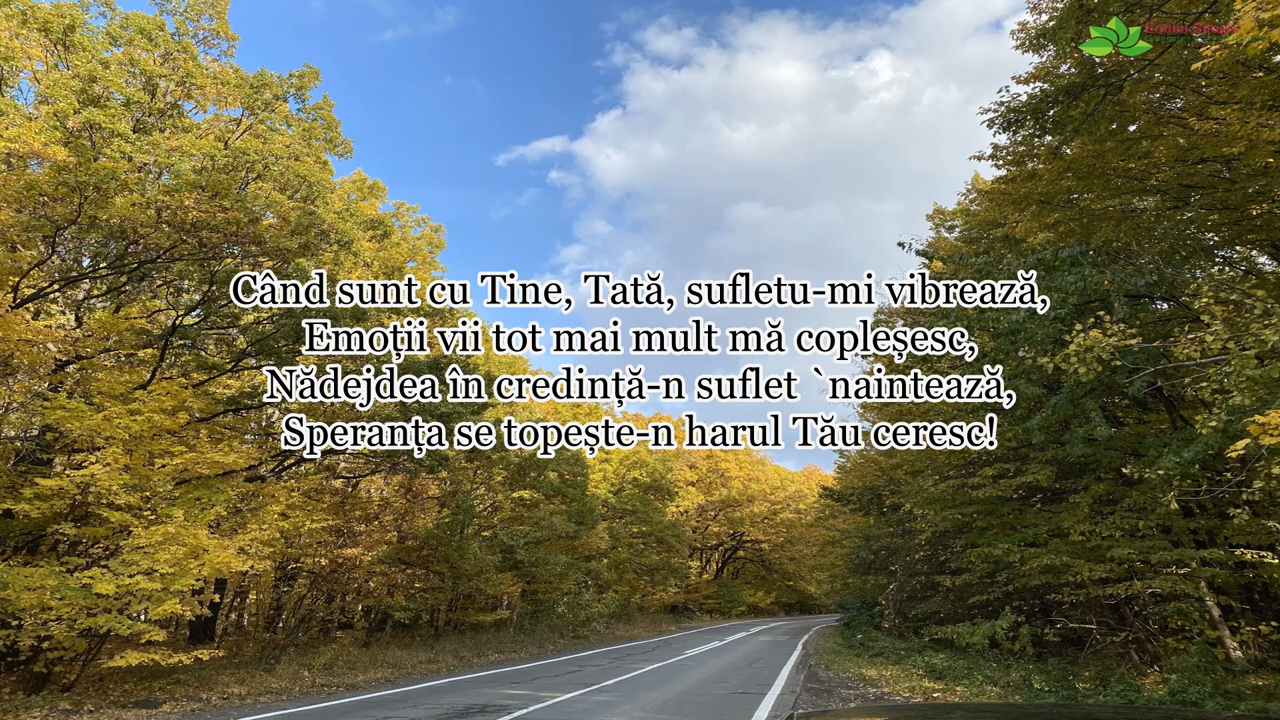 Când sunt cu Tine, Tată, sufletu-mi vibrează,
Emoții vii tot mai mult mă copleșesc,
Nădejdea în credință-n suflet `naintează,
Speranța se topește-n harul Tău ceresc!